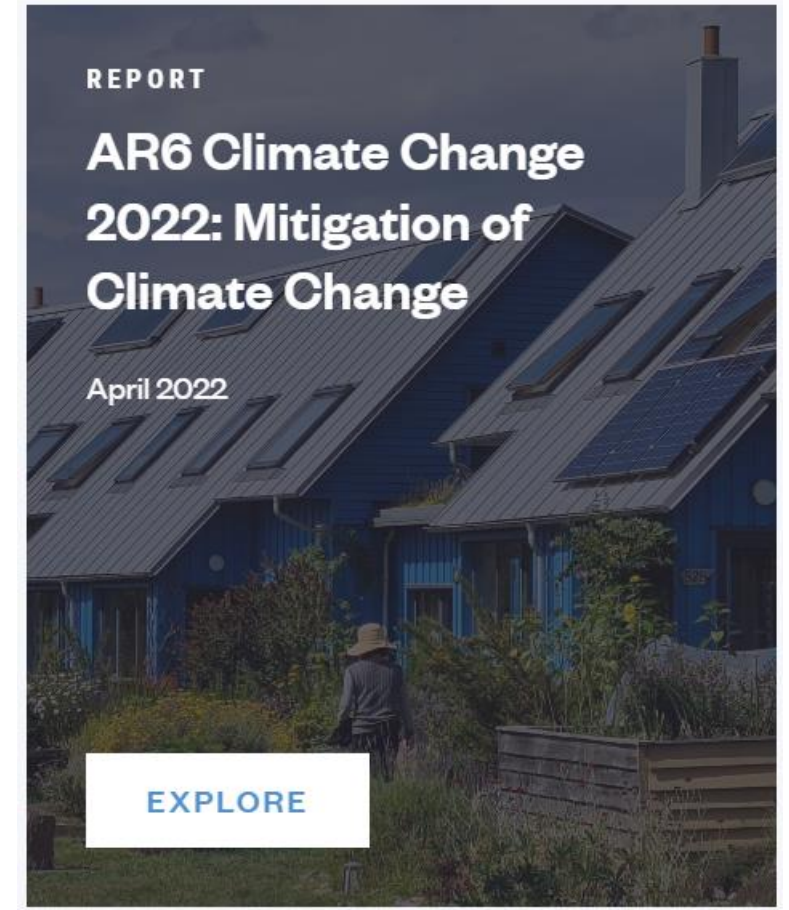 REPORT
AR6 Climate Change
2022: Mitigation of
Climate Change
April 2022
EXPLORE